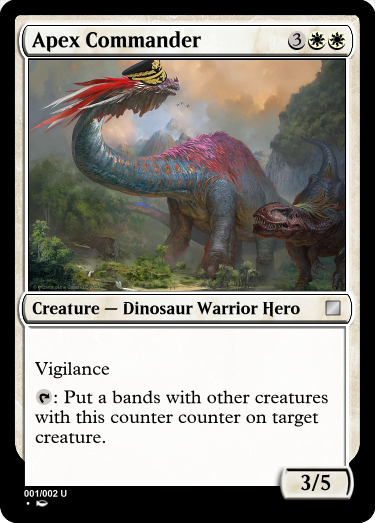 Apex Commander 3
Creature — Dinosaur Warrior Hero
Vigilance
: Put a bands with other creatures
with this counter counter on target
creature.
3/5
001/002 U